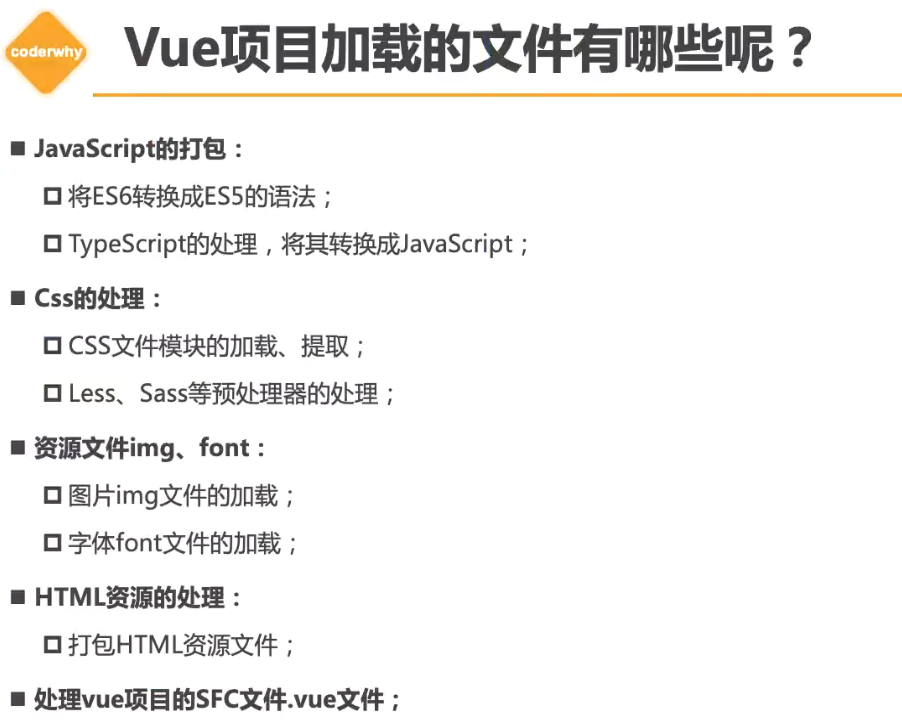 coderwhy
Vue项目加载的文件有哪些呢？
JavaScript的打包：
将ES6转换成ES5的语法；
TypeScript的处理，将其转换成JavaScript；
Css的处理：
CSS文件模块的加载、提取；
Less、Sass等预处理器的处理；
资源文件img、font：
图片img文件的加载；
字体font文件的加载；
HTML资源的处理：
打包HTML资源文件；
处理vue项目的SFC文件.vue文件；